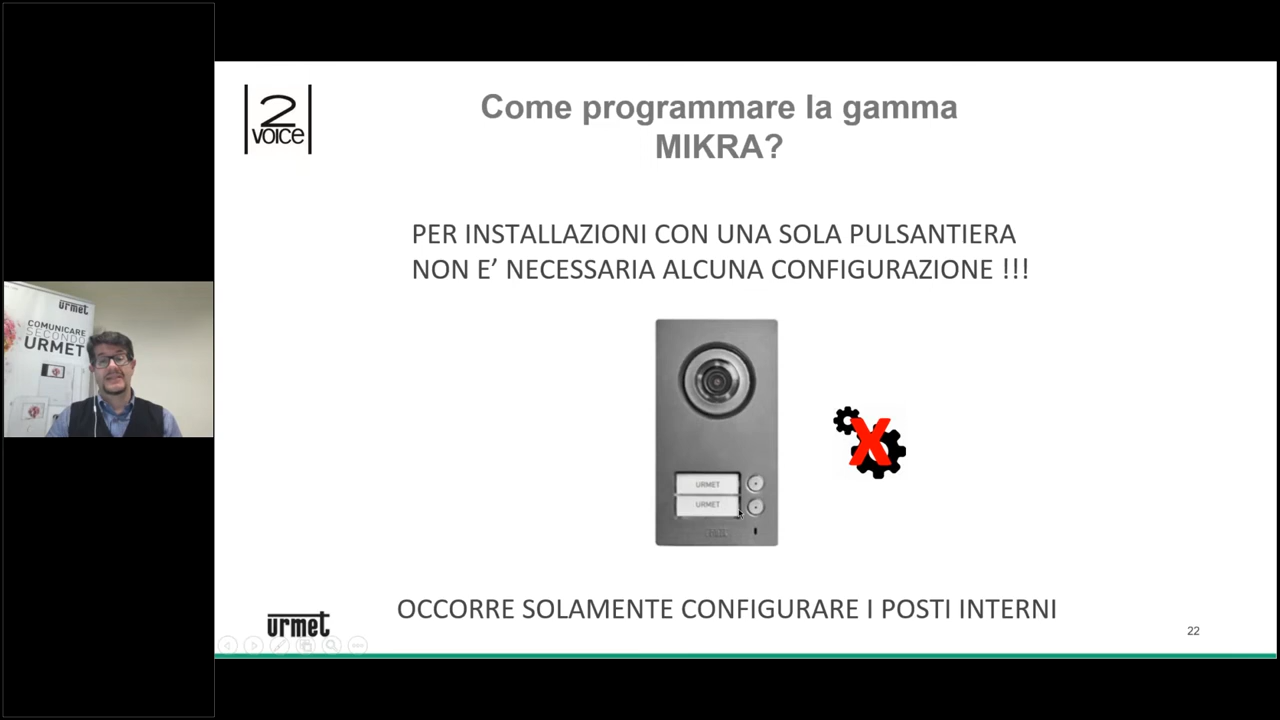 2
VOICE
Come programmare la gamma
MIKRA?
PER INSTALLAZIONI CON UNA SOLA PULSANTIERA
NON E’ NECESSARIA ALCUNA CONFIGURAZIONE !!!
urmet
COMUNICARE
SECONDO
URMET
X
URMET
URMET
OCCORRE SOLAMENTE CONFIGURARE I POSTI INTERNI
urmet
22